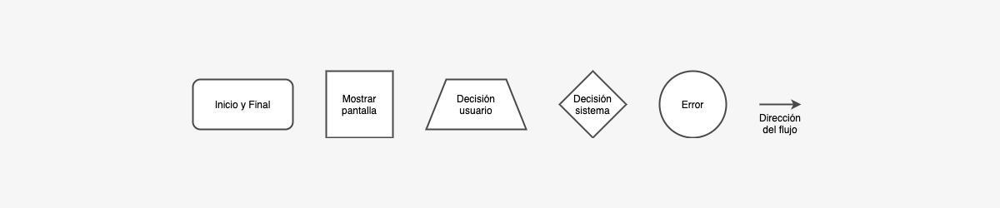 Inicio y Final
Mostrar
pantalla
Decisión
usuario
Decisión
sistema
Error
Dirección
del flujo